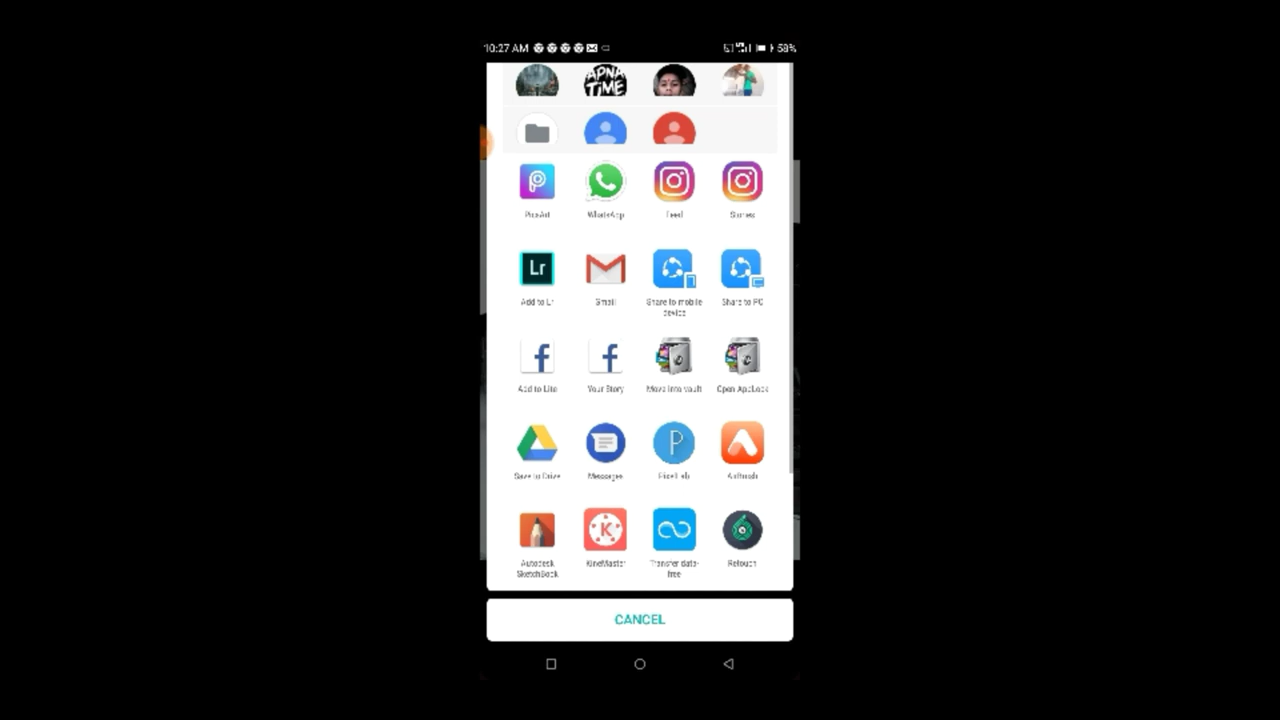 10:27 AM 58%
APNA
TiME
PicsArt WhatsApp Feed Stories
Lr
Add to Lr Gmail Share to mobile device Share to PC
Add to Lite Your Story Move into vault Open AppLock
Save to Drive Messages PixelLab Airbrush
K
Autodesk SketchBook KineMaster Transfer data-free Retouch
CANCEL